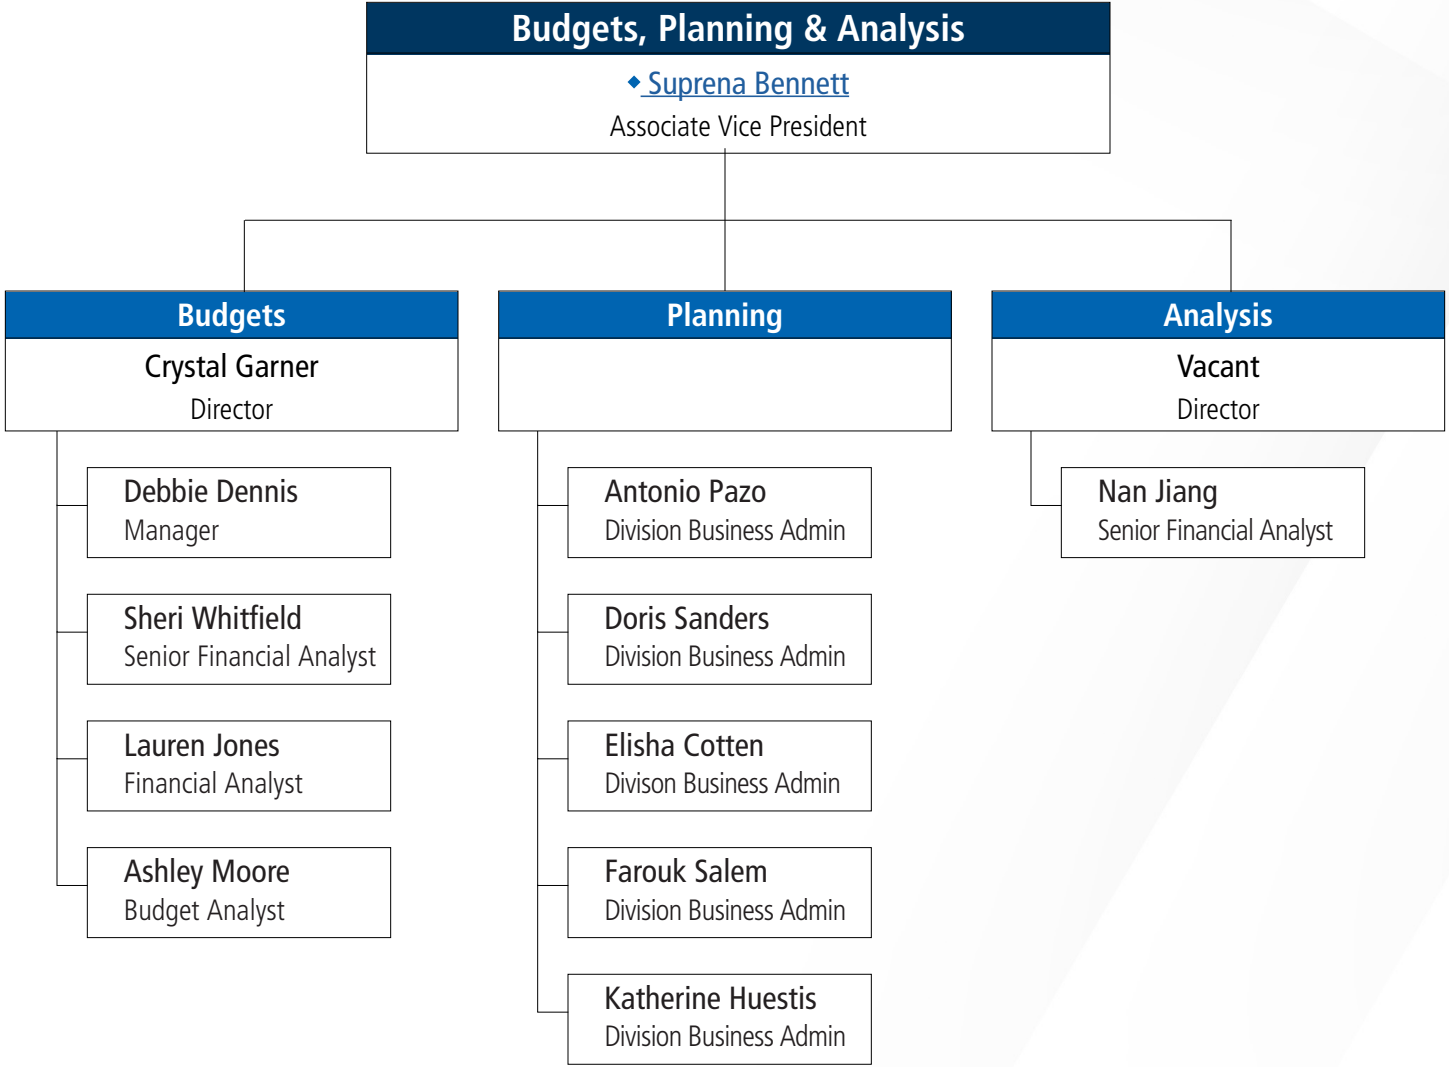 Budgets, Planning & Analysis
Suprena Bennett
Associate Vice President
Budgets
Crystal Garner
Director
Debbie Dennis
Manager
Sheri Whitfield
Senior Financial Analyst
Lauren Jones
Financial Analyst
Ashley Moore
Budget Analyst
Planning
Antonio Pazo
Division Business Admin
Doris Sanders
Division Business Admin
Elisha Cotten
Divison Business Admin
Farouk Salem
Division Business Admin
Katherine Huestis
Division Business Admin
Analysis
Vacant
Director
Nan Jiang
Senior Financial Analyst